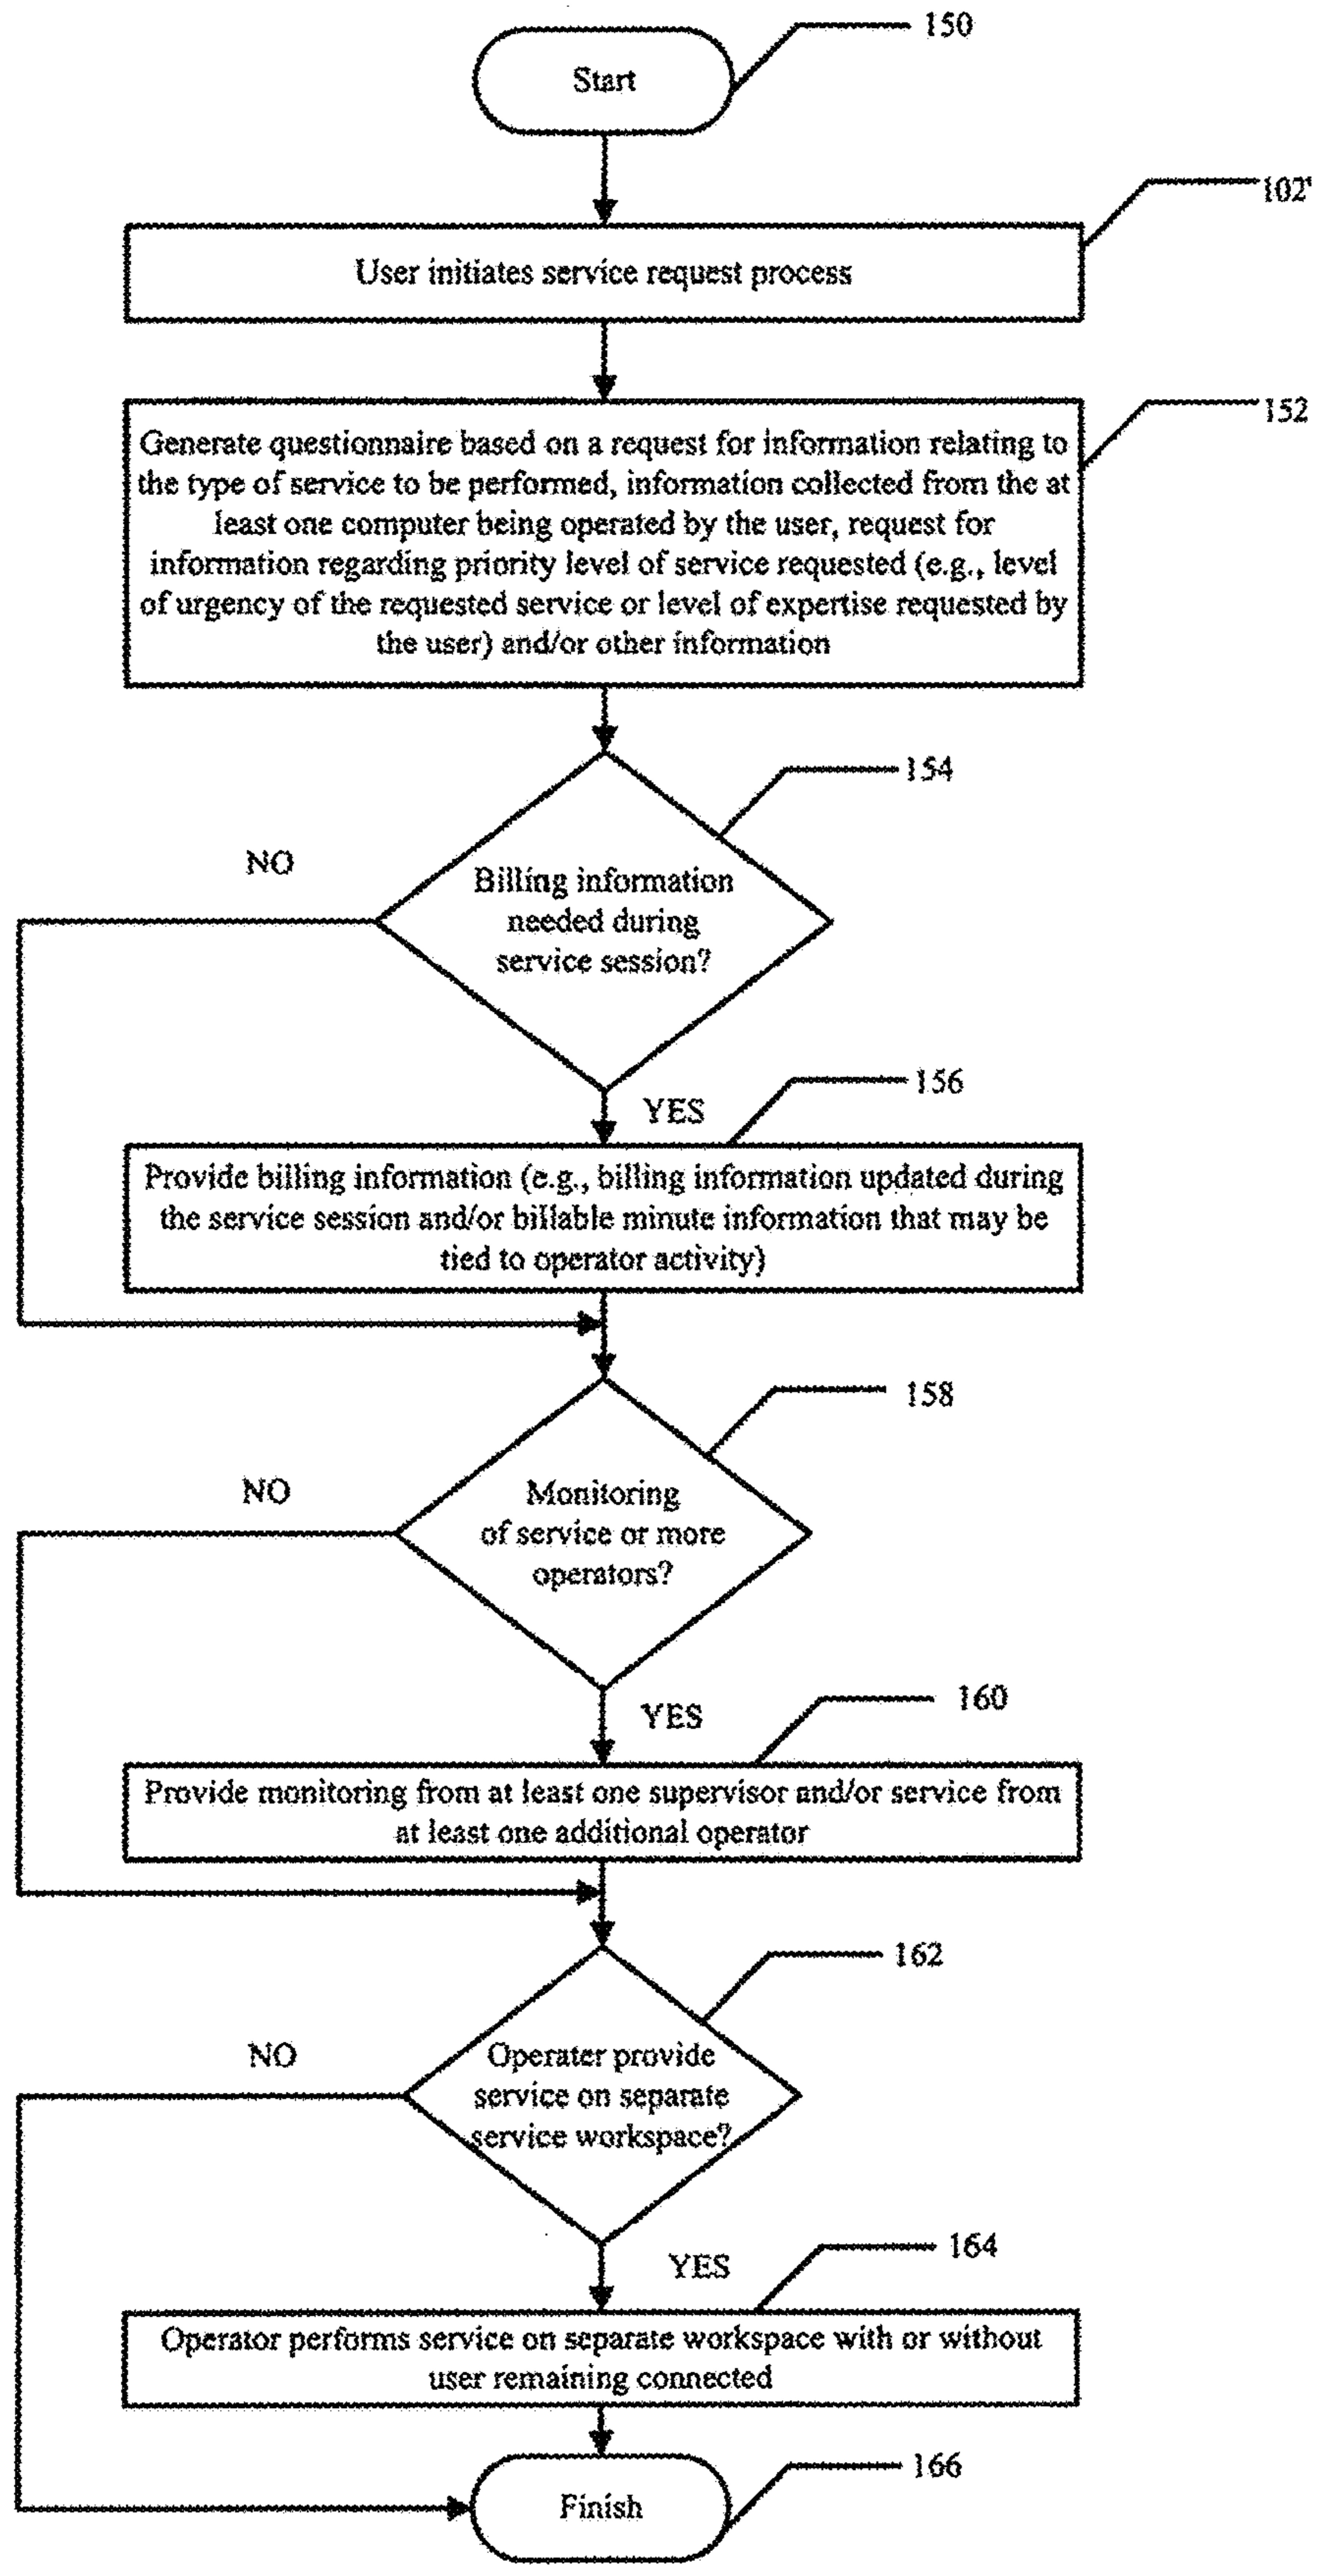 150
Start
102'
User initiates service request process
152
Generate questionnaire based on a request for information relating to
the type of service to be performed, information collected from the at
least one computer being operated by the user, request for
information regarding priority level of service requested (e.g., level
of urgency of the requested service or level of expertise requested by
the user) and/or other information
154
NO
Billing information
needed during
service session?
156
YES
Provide billing information (e.g., billing information updated during
the service session and/or billable minute information that may be
tied to operator activity)
158
NO
Monitoring
of service or more
operators?
160
YES
Provide monitoring from at least one supervisor and/or service from
at least one additional operator
162
NO
Operater provide
service on separate
service workspace?
164
YES
Operator performs service on separate workspace with or without
user remaining connected
166
Finish